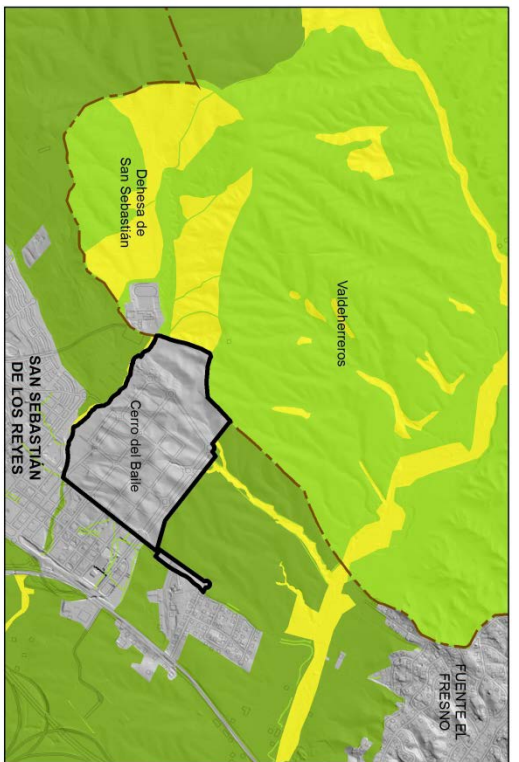 FUENTE EL
FRESNO
Valdeherreros
Dehesa de
San Sebastián
Cerro del Baile
SAN SEBASTIÁN
DE LOS REYES